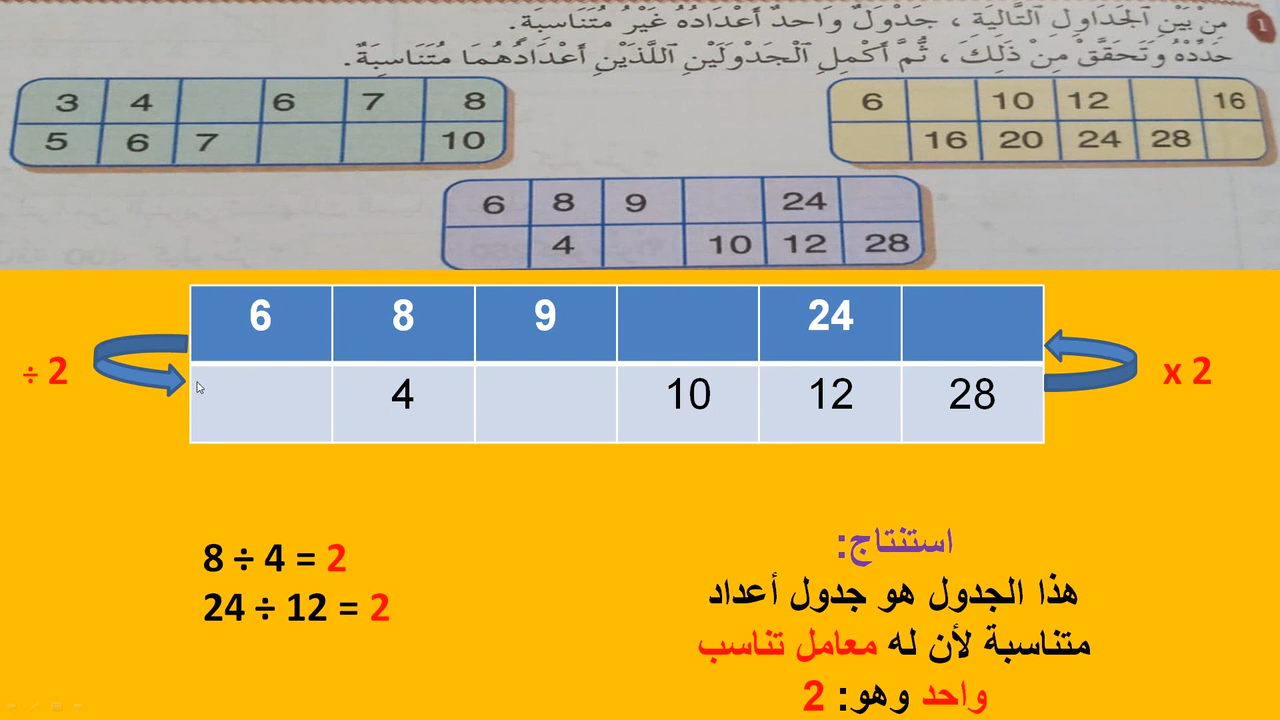 1 مِنْ بَيْنِ ٱلْجَدَاوِلِ ٱلتَّالِيَةِ ، جَدْوَلٌ وَاحدٌ أَعْدَادُهُ غَيْرُ مُتَنَاسِبَةٍ.
حَدِّدْهُ وَتَحَقَّقْ مِنْ ذَلِكَ ، ثُمَّ أَكْمِلِ ٱلْجَدْوَلَيْنِ ٱللَّذَيْنِ أَعْدَادُهُمَا مُتَنَاسِبَةٌ.
3 4 6 7 8
5 6 7 10
6 10 12 16
16 20 24 28
6 8 9 24
4 10 12 28
6 8 9 24
4 10 12 28
÷ 2
x 2
8 ÷ 4 = 2
24 ÷ 12 = 2
استنتاج:
هذا الجدول هو جدول أعداد
متناسبة لأن له معامل تناسب
واحد وهو: 2